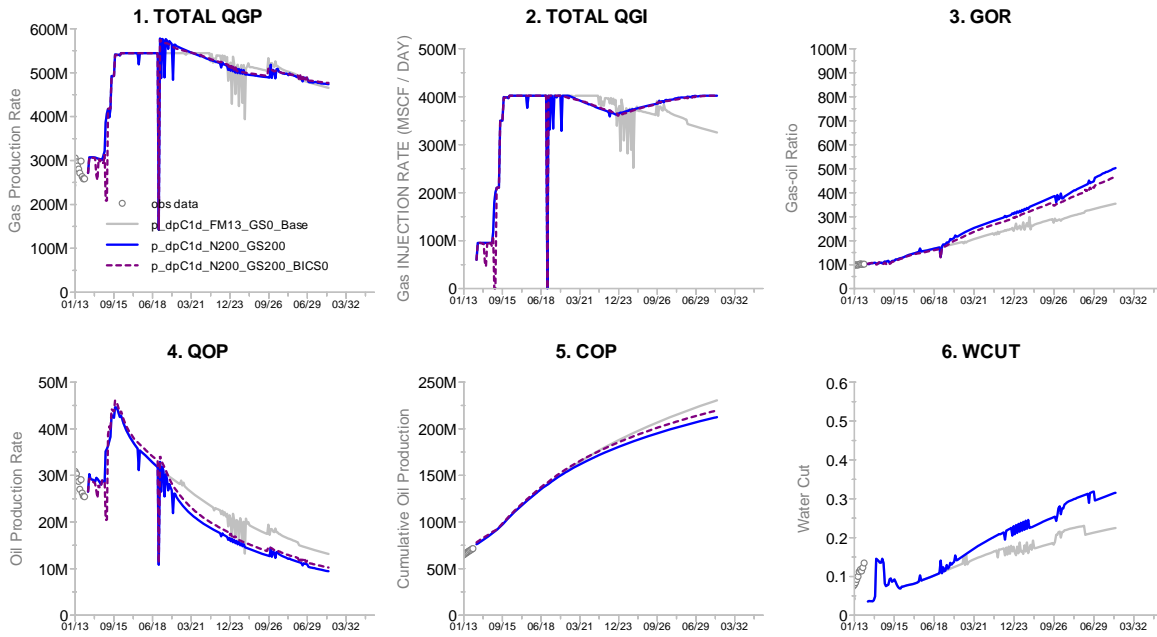 1. TOTAL QGP
Gas Production Rate
600M
500M
400M
300M
200M
100M
0
01/13 09/15 06/18 03/21 12/23 09/26 06/29 03/32
obs data
p_dpC1d_FM13_GS0_Base
p_dpC1d_N200_GS200
p_dpC1d_N200_GS200_BICS0
2. TOTAL QGI
Gas INJECTION RATE (MSCF / DAY)
500M
400M
300M
200M
100M
0
01/13 09/15 06/18 03/21 12/23 09/26 06/29 03/32
3. GOR
Gas-oil Ratio
100M
90M
80M
70M
60M
50M
40M
30M
20M
10M
0
01/13 09/15 06/18 03/21 12/23 09/26 06/29 03/32
4. QOP
Oil Production Rate
50M
40M
30M
20M
10M
0
01/13 09/15 06/18 03/21 12/23 09/26 06/29 03/32
5. COP
Cumulative Oil Production
250M
200M
150M
100M
50M
0
01/13 09/15 06/18 03/21 12/23 09/26 06/29 03/32
6. WCUT
Water Cut
0.6
0.5
0.4
0.3
0.2
0.1
0
01/13 09/15 06/18 03/21 12/23 09/26 06/29 03/32